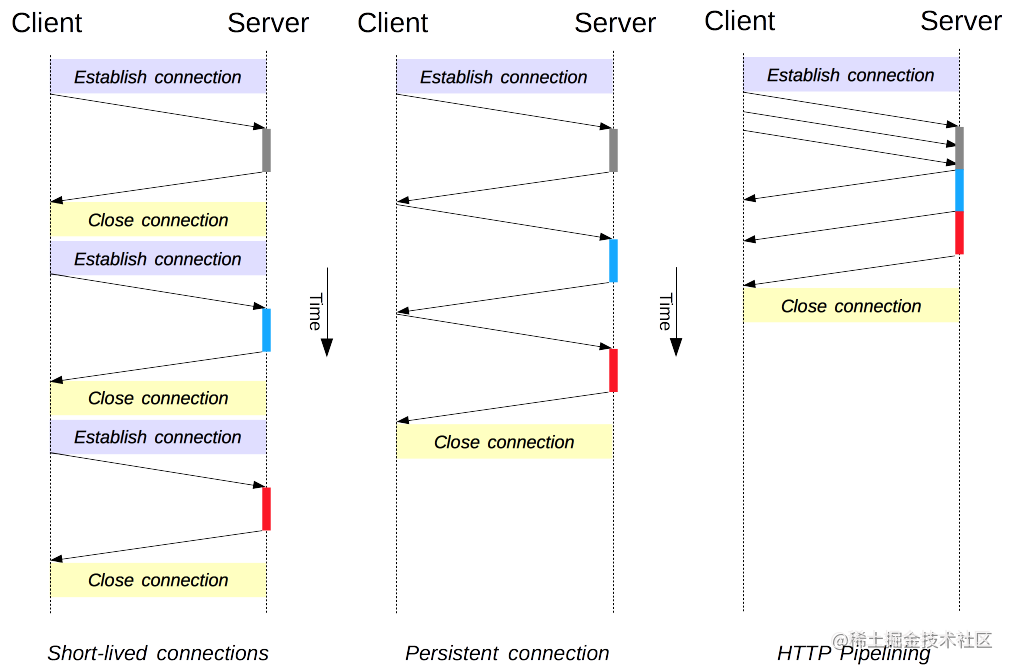 Client Server Client Server Client Server
Establish connection Establish connection Establish connection
Close connection
Establish connection
Time Time
Close connection
Close connection
Establish connection
Close connection
Close connection
Short-lived connections Persistent connection HTTP Pipelining
@稀土掘金技术社区